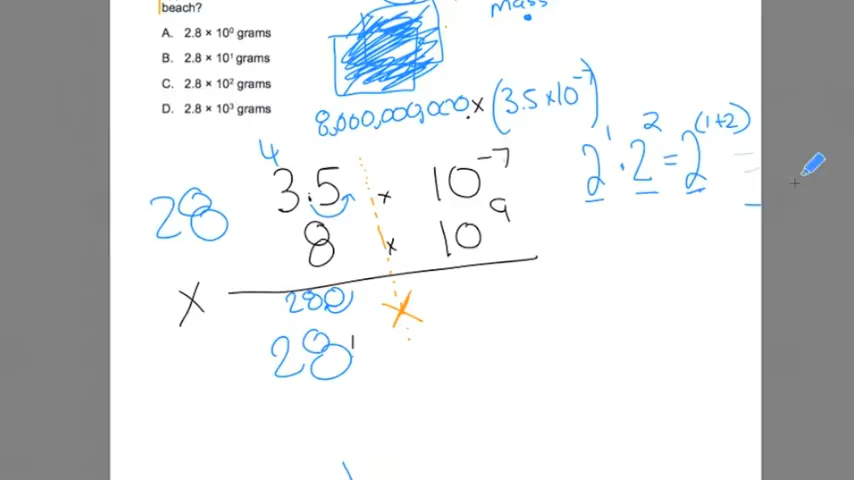 beach?
mass
A. 2.8 × 10⁰ grams
B. 2.8 × 10¹ grams
C. 2.8 × 10² grams
D. 2.8 × 10³ grams
8,000,000,000. × (3.5 × 10⁻⁷)
2¹ · 2² = 2⁽¹⁺²⁾ =
4
3.5 × 10⁻⁷
28
8 × 10⁹
×
280 ×
28